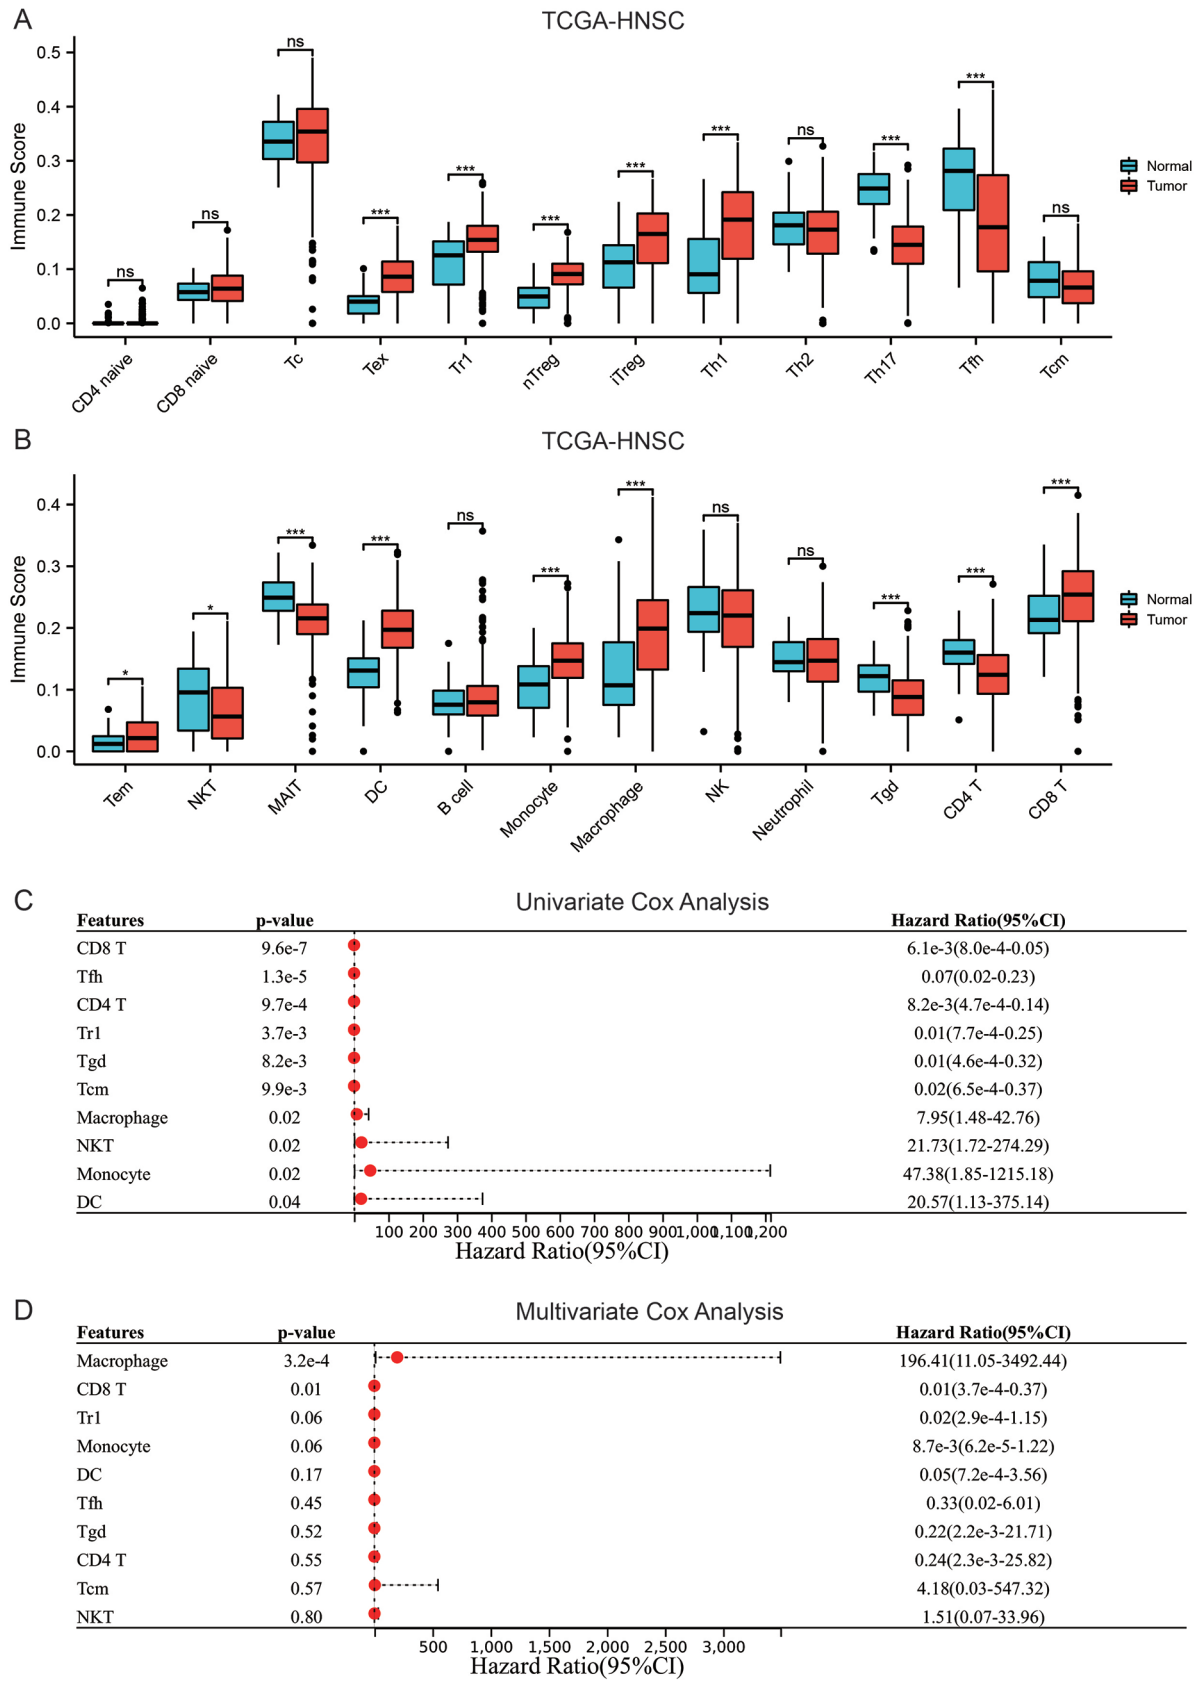 A
TCGA-HNSC
Immune Score
0.5
0.4
0.3
0.2
0.1
0.0
ns
ns
ns
***
***
***
***
***
ns
***
***
ns
Normal
Tumor
CD4 naive
CD8 naive
Tc
Tex
Tr1
nTreg
iTreg
Th1
Th2
Th17
Tfh
Tcm
B
TCGA-HNSC
Immune Score
0.4
0.3
0.2
0.1
0.0
*
*
***
***
ns
***
***
ns
ns
***
***
***
Normal
Tumor
Tem
NKT
MAIT
DC
B cell
Monocyte
Macrophage
NK
Neutrophil
Tgd
CD4 T
CD8 T
C
Univariate Cox Analysis
Features p-value Hazard Ratio(95%CI)
CD8 T 9.6e-7 6.1e-3(8.0e-4-0.05)
Tfh 1.3e-5 0.07(0.02-0.23)
CD4 T 9.7e-4 8.2e-3(4.7e-4-0.14)
Tr1 3.7e-3 0.01(7.7e-4-0.25)
Tgd 8.2e-3 0.01(4.6e-4-0.32)
Tcm 9.9e-3 0.02(6.5e-4-0.37)
Macrophage 0.02 7.95(1.48-42.76)
NKT 0.02 21.73(1.72-274.29)
Monocyte 0.02 47.38(1.85-1215.18)
DC 0.04 20.57(1.13-375.14)
100 200 300 400 500 600 700 800 900 1,000 1,100 1,200
Hazard Ratio(95%CI)
D
Multivariate Cox Analysis
Features p-value Hazard Ratio(95%CI)
Macrophage 3.2e-4 196.41(11.05-3492.44)
CD8 T 0.01 0.01(3.7e-4-0.37)
Tr1 0.06 0.02(2.9e-4-1.15)
Monocyte 0.06 8.7e-3(6.2e-5-1.22)
DC 0.17 0.05(7.2e-4-3.56)
Tfh 0.45 0.33(0.02-6.01)
Tgd 0.52 0.22(2.2e-3-21.71)
CD4 T 0.55 0.24(2.3e-3-25.82)
Tcm 0.57 4.18(0.03-547.32)
NKT 0.80 1.51(0.07-33.96)
500 1,000 1,500 2,000 2,500 3,000
Hazard Ratio(95%CI)